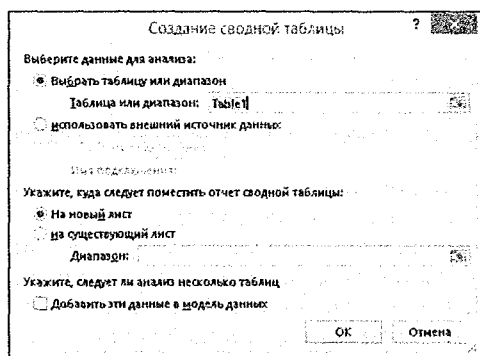 Создание сводной таблицы ?
Выберите данные для анализа:
Выбрать таблицу или диапазон
Таблица или диапазон: Table1
использовать внешний источник данных
Имя подключения:
Укажите, куда следует поместить отчет сводной таблицы:
На новый лист
на существующий лист
Диапазон:
Укажите, следует ли анализ несколько таблиц
Добавить эти данные в модель данных
ОК Отмена